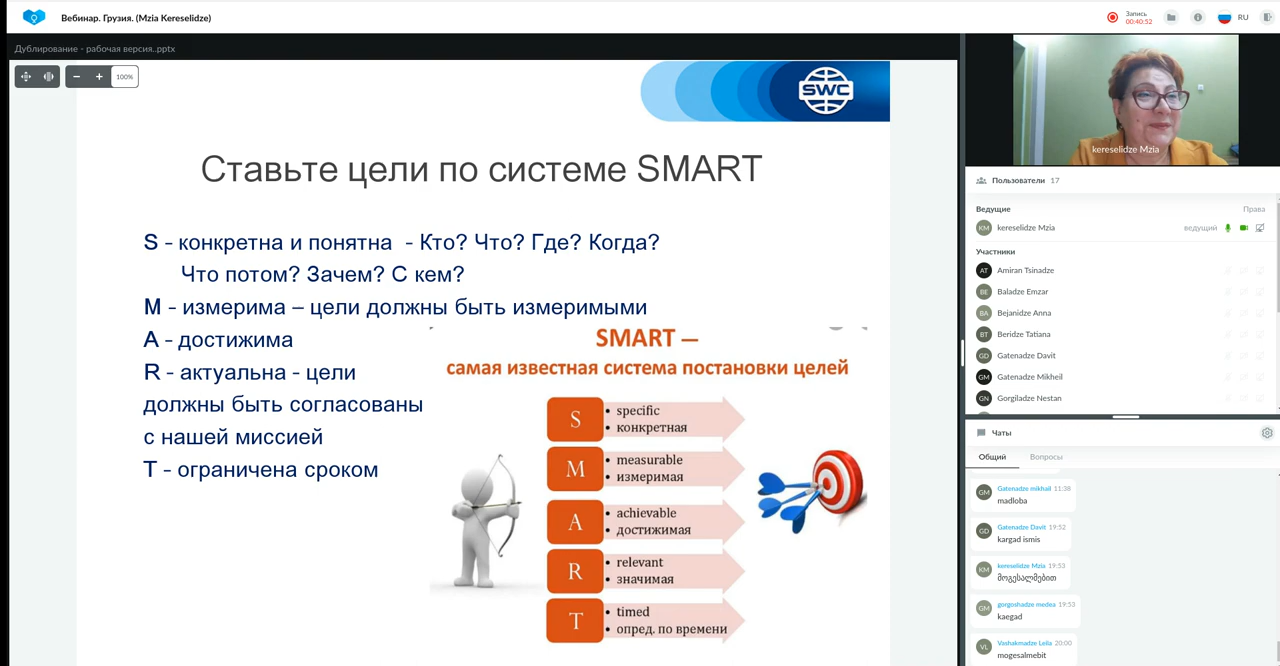 Вебинар. Грузия. (Mzia Kereselidze)
Запись
00:40:52
RU
Дублирование - рабочая версия..pptx
100%
SWC
Ставьте цели по системе SMART
S - конкретна и понятна - Кто? Что? Где? Когда?
Что потом? Зачем? С кем?
M - измерима – цели должны быть измеримыми
A - достижима
R - актуальна - цели
должны быть согласованы
с нашей миссией
T - ограничена сроком
SMART —
самая известная система постановки целей
S
• specific
• конкретная
M
• measurable
• измеримая
A
• achievable
• достижимая
R
• relevant
• значимая
T
• timed
• опред. по времени
kereselidze Mzia
Пользователи 17
Ведущие Права
KM kereselidze Mzia ведущий
Участники
AT Amiran Tsinadze
BE Baladze Emzar
BA Bejanidze Anna
BT Beridze Tatiana
GD Gatenadze Davit
GM Gatenadze Mikheil
GN Gorgiladze Nestan
Чаты
Общий Вопросы
GM Gatenadze mikhail 11:38
madloba
GD Gatenadze Davit 19:52
kargad ismis
KM kereselidze Mzia 19:53
მოგესალმებით
GM gorgoshadze medea 19:53
kaegad
VL Vashakmadze Leila 20:00
mogesalmebit